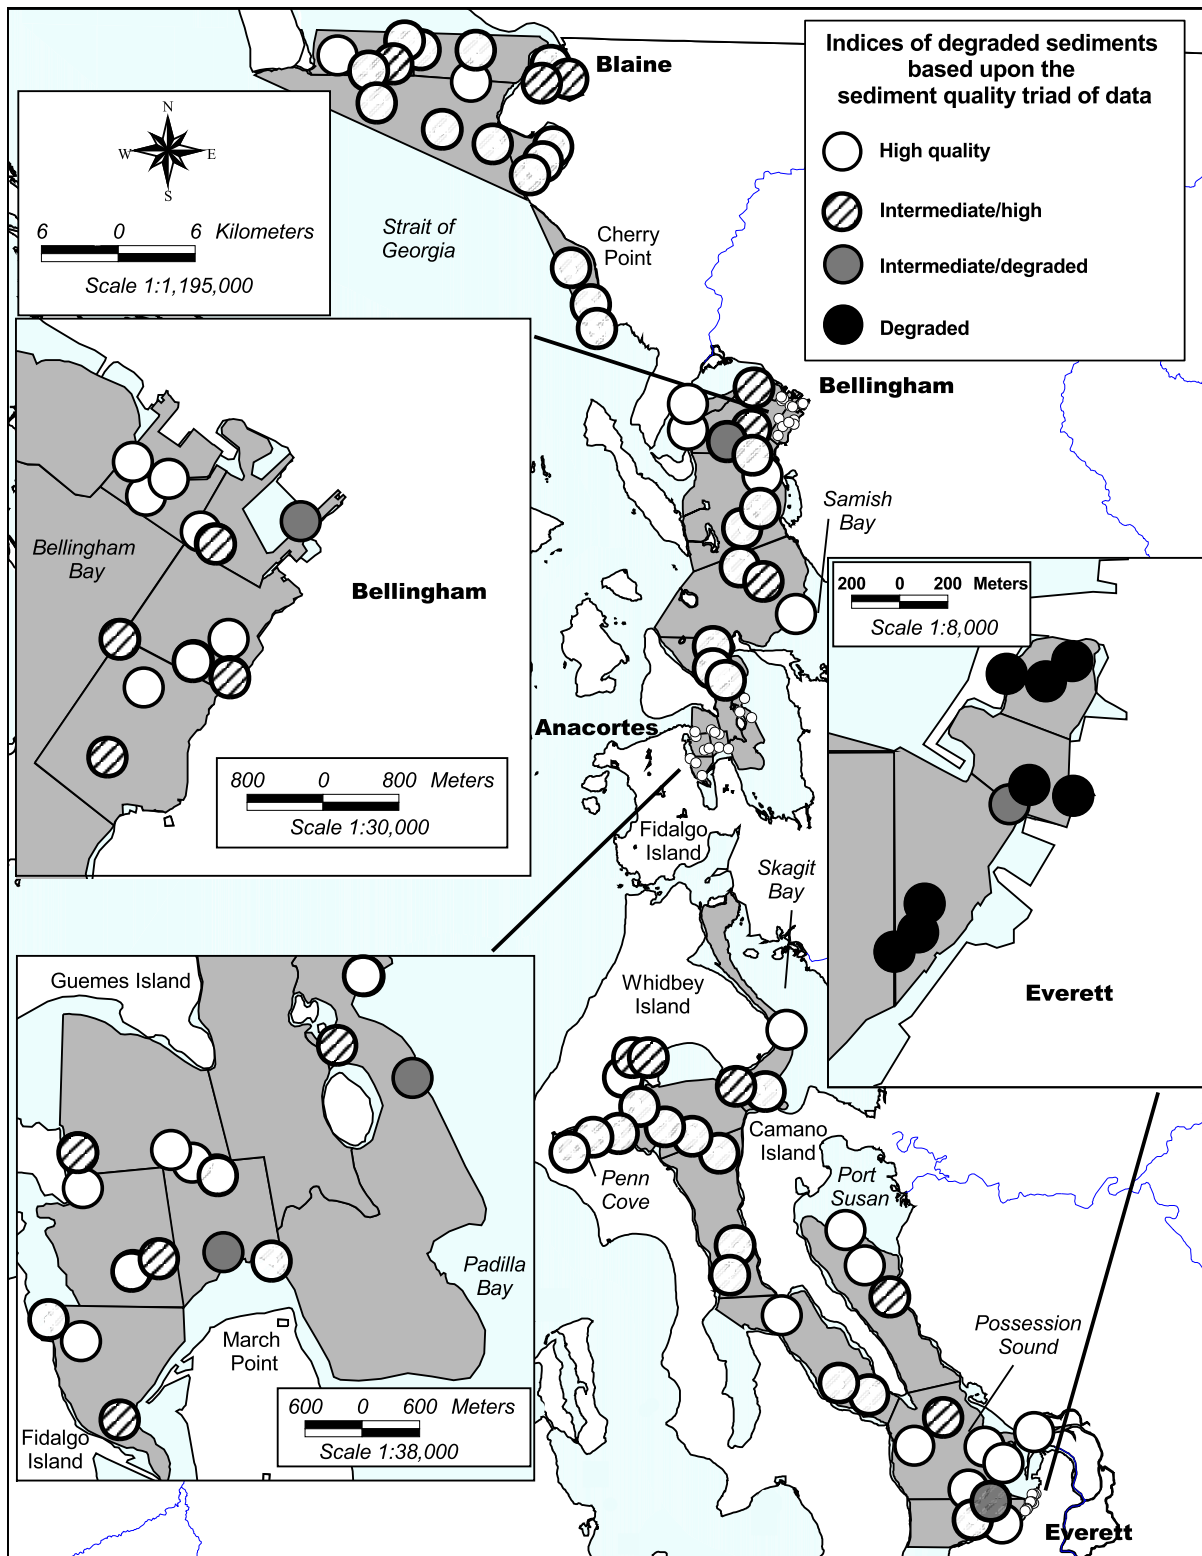 Indices of degraded sediments
based upon the
sediment quality triad of data
High quality
Intermediate/high
Intermediate/degraded
Degraded
Blaine
N
W
E
S
6 0 6 Kilometers
Scale 1:1,195,000
Strait of
Georgia
Cherry
Point
Bellingham
Samish
Bay
Bellingham
Bay
Bellingham
800 0 800 Meters
Scale 1:30,000
200 0 200 Meters
Scale 1:8,000
Everett
Anacortes
Fidalgo
Island
Skagit
Bay
Whidbey
Island
Guemes Island
Padilla
Bay
March
Point
Fidalgo
Island
600 0 600 Meters
Scale 1:38,000
Penn
Cove
Camano
Island
Port
Susan
Possession
Sound
Everett